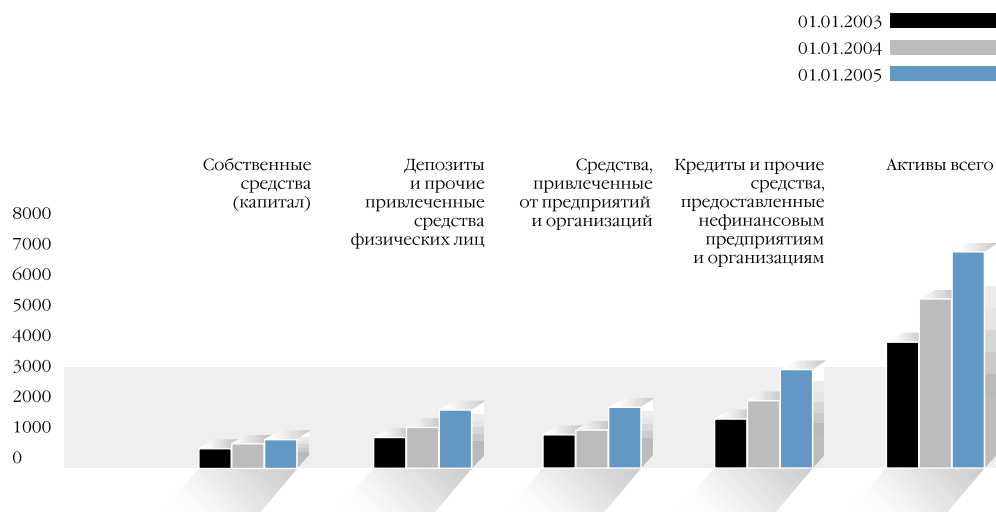 01.01.2003
01.01.2004
01.01.2005
Собственные
средства
(капитал)
Депозиты
и прочие
привлеченные
средства
физических лиц
Средства,
привлеченные
от предприятий
и организаций
Кредиты и прочие
средства,
предоставленные
нефинансовым
предприятиям
и организациям
Активы всего
8000
7000
6000
5000
4000
3000
2000
1000
0